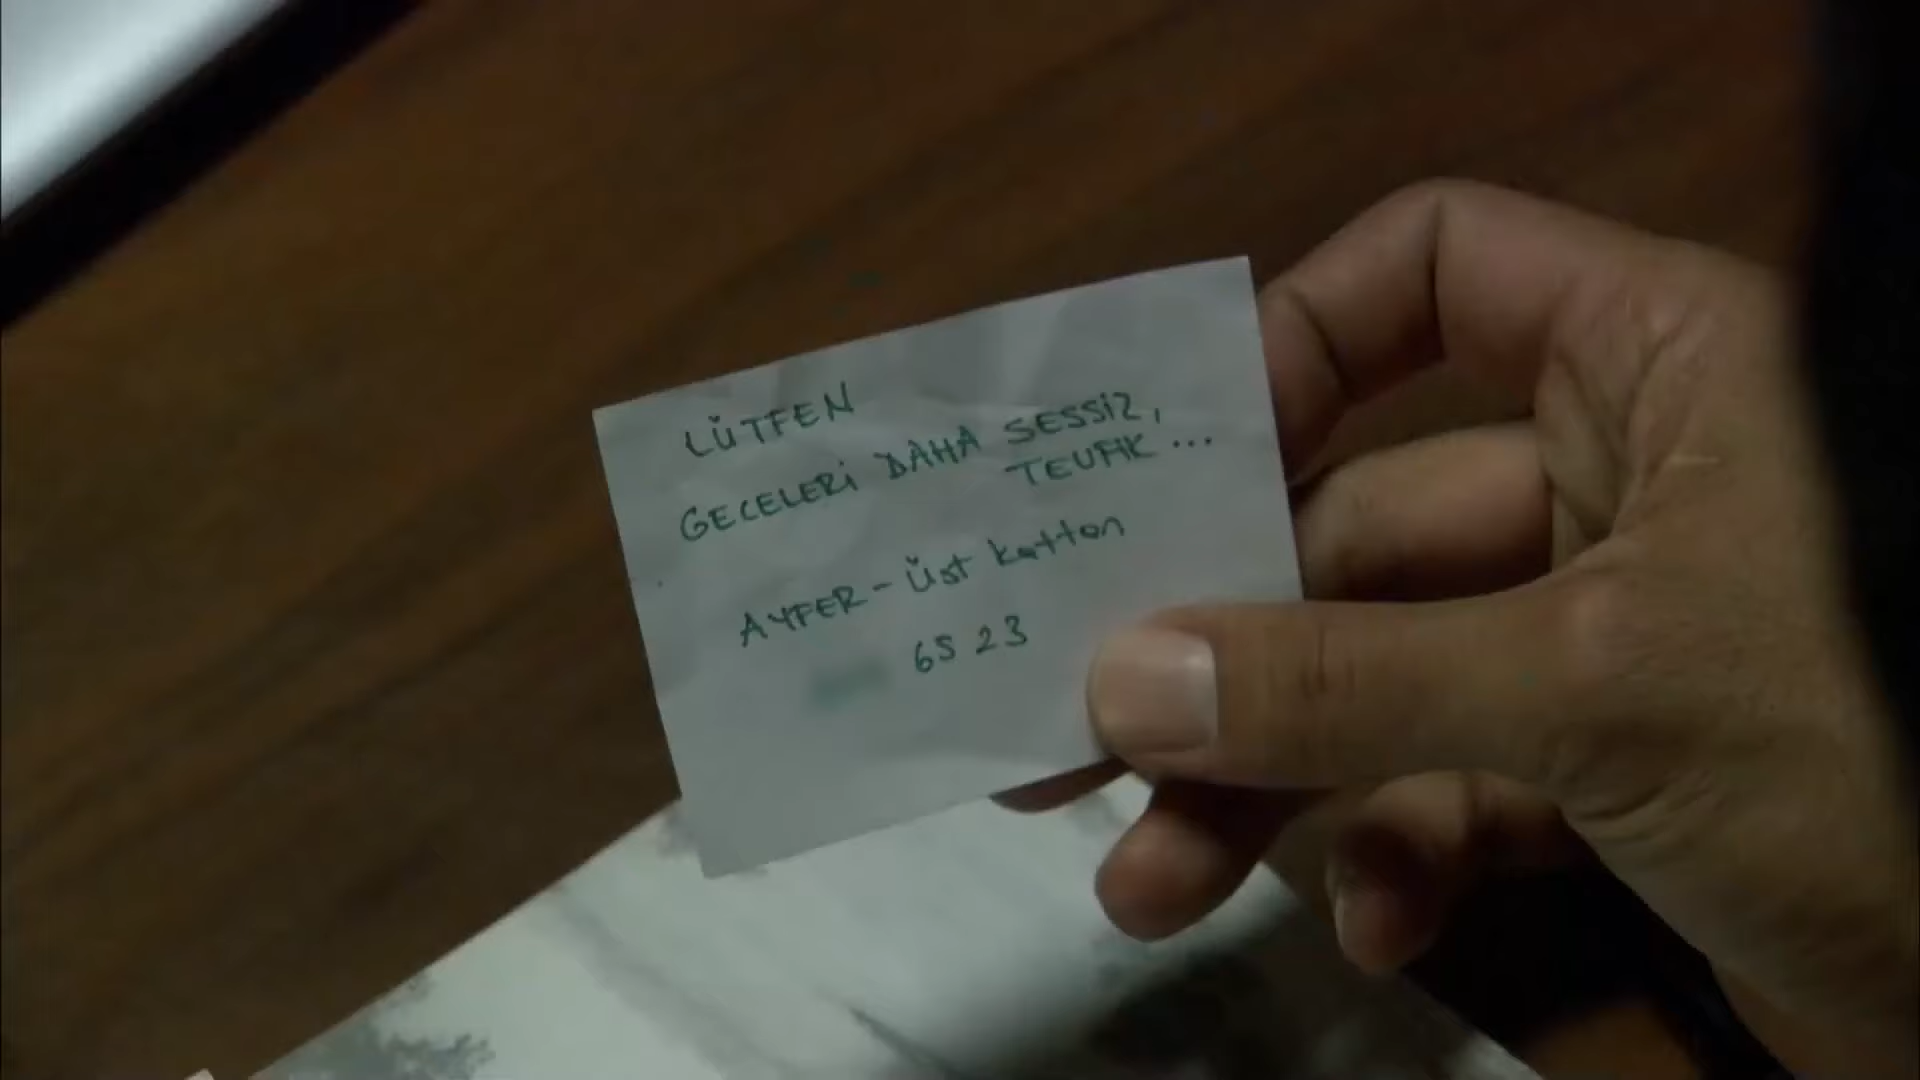 LÜTFEN
GECELERİ DAHA SESSİZ,
TEVFİK...
AYFER - Üst kattan
65 23